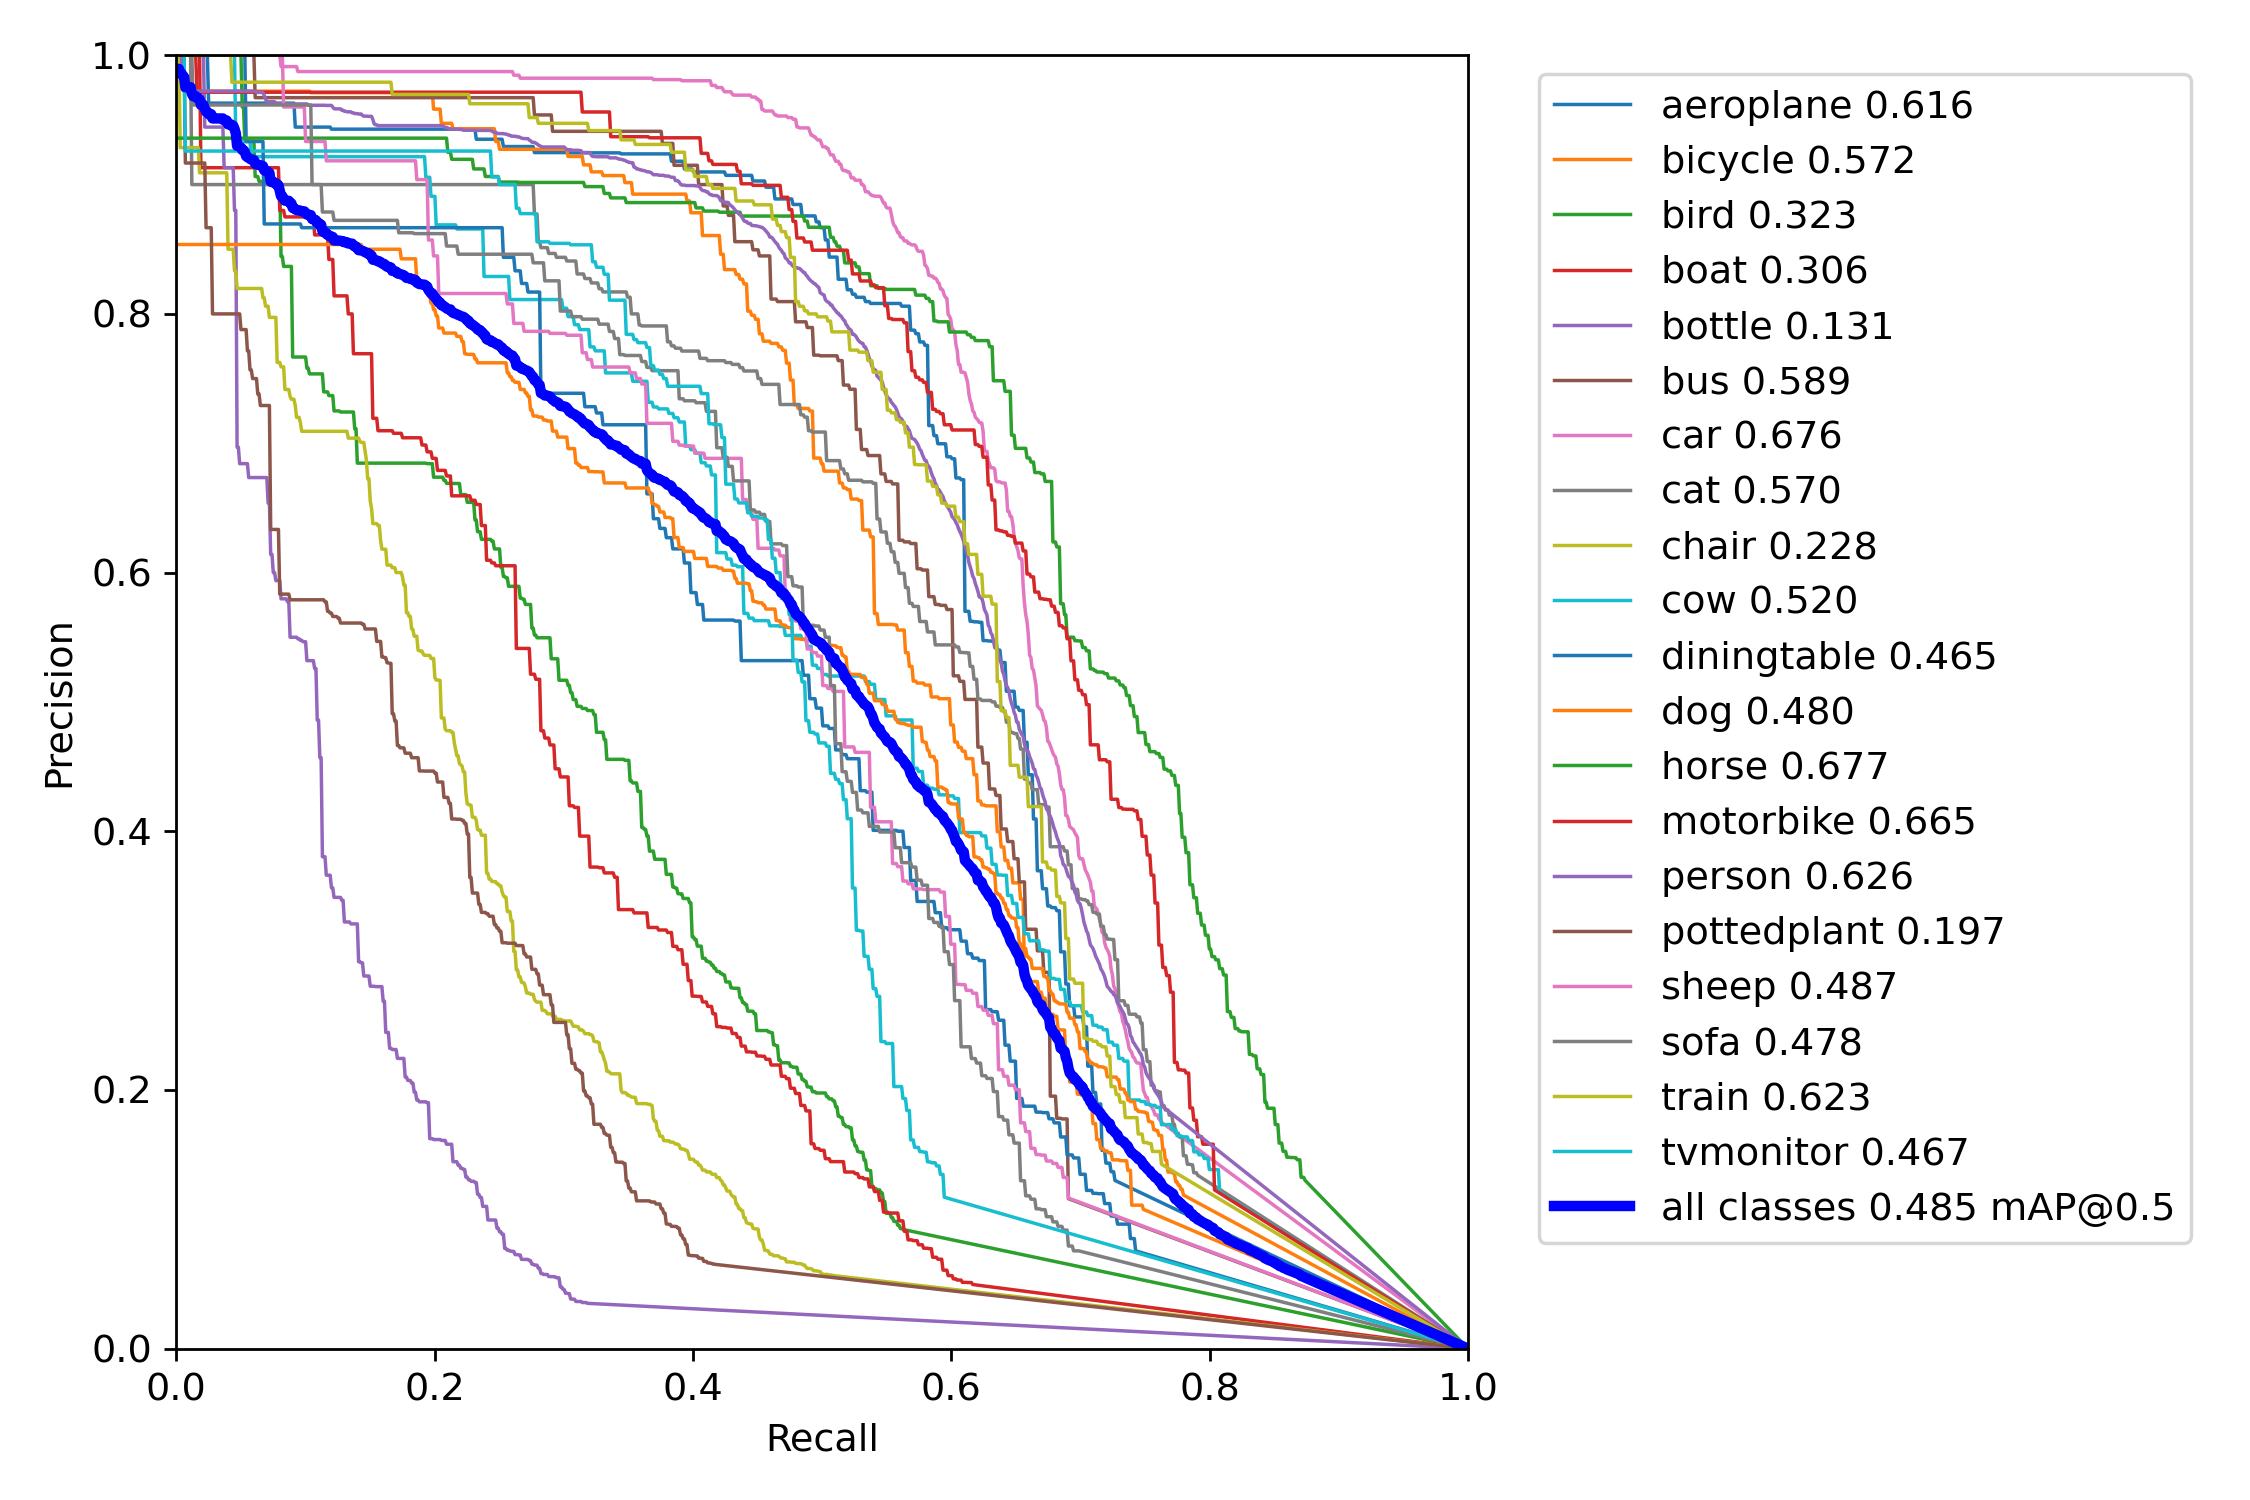 1.0
0.8
0.6
0.4
0.2
0.0
Precision
0.0 0.2 0.4 0.6 0.8 1.0
Recall
aeroplane 0.616
bicycle 0.572
bird 0.323
boat 0.306
bottle 0.131
bus 0.589
car 0.676
cat 0.570
chair 0.228
cow 0.520
diningtable 0.465
dog 0.480
horse 0.677
motorbike 0.665
person 0.626
pottedplant 0.197
sheep 0.487
sofa 0.478
train 0.623
tvmonitor 0.467
all classes 0.485 mAP@0.5